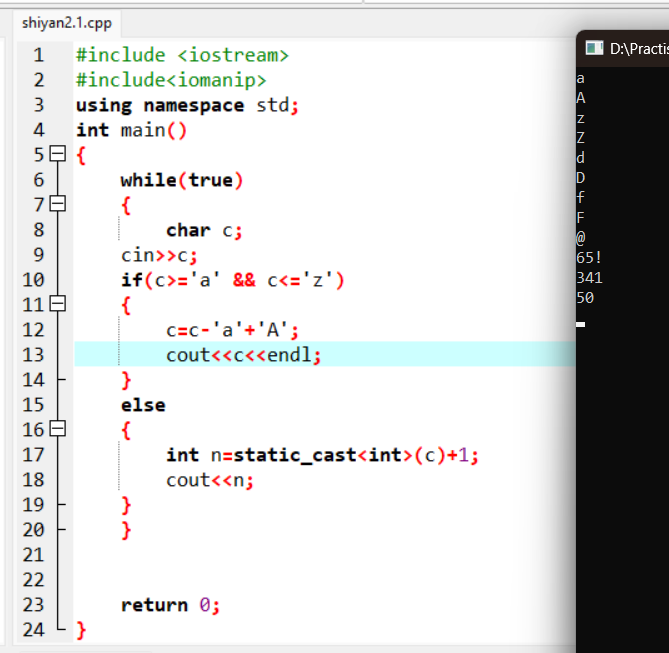 shiyan2.1.cpp
1 #include <iostream>
2 #include<iomanip>
3 using namespace std;
4 int main()
5 {
6 while(true)
7 {
8 char c;
9 cin>>c;
10 if(c>='a' && c<='z')
11 {
12 c=c-'a'+'A';
13 cout<<c<<endl;
14 }
15 else
16 {
17 int n=static_cast<int>(c)+1;
18 cout<<n;
19 }
20 }
21
22
23 return 0;
24 }
D:\Practis
a
A
z
Z
d
D
f
F
@
65!
341
50